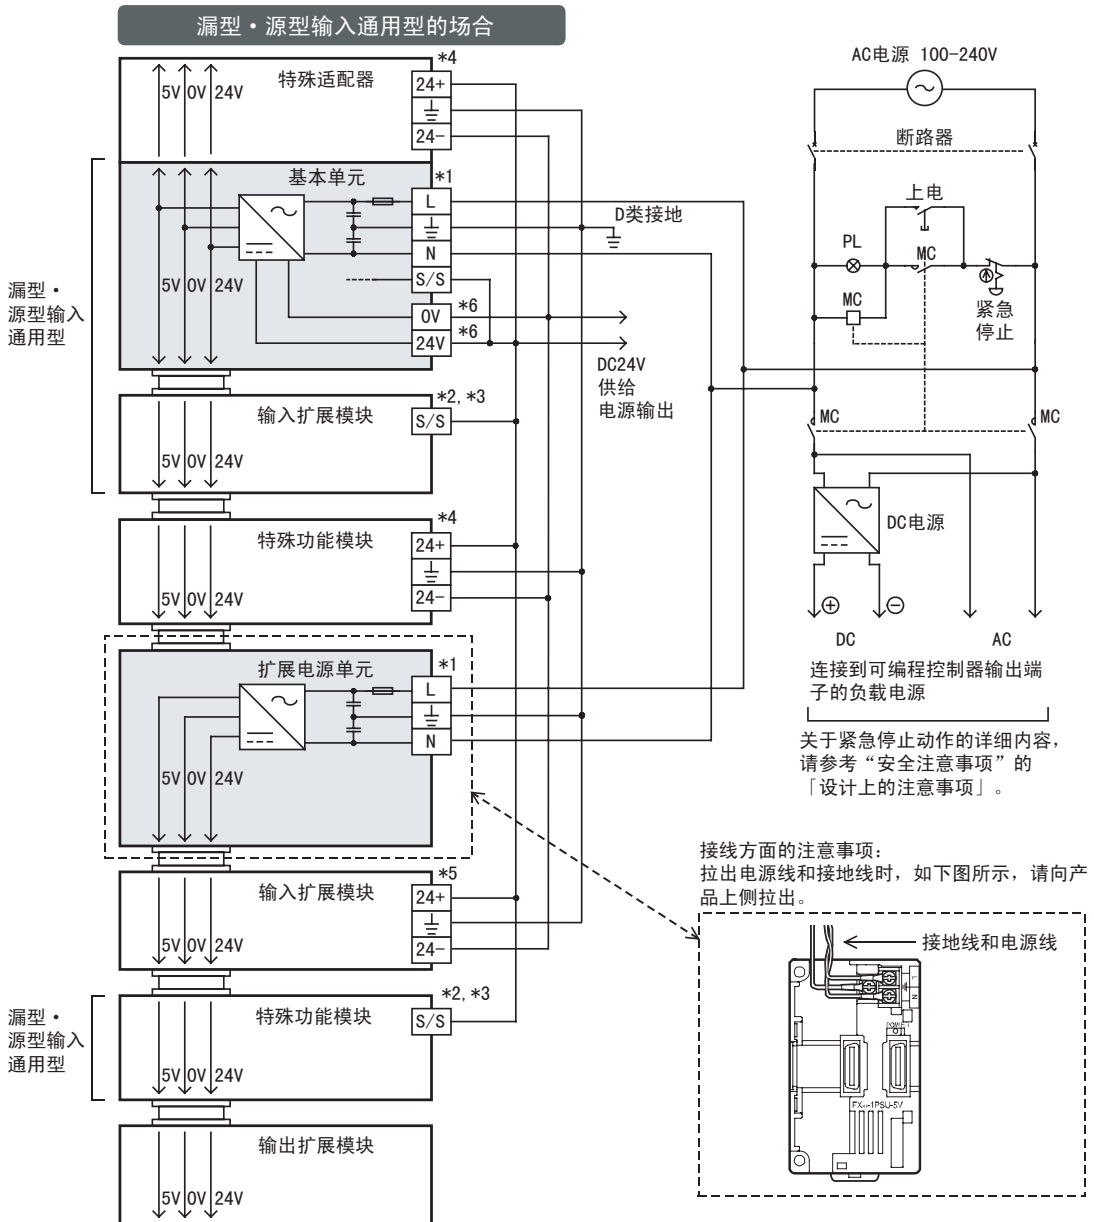 漏型・源型输入通用型的场合
特殊适配器
*4
24+
24-
5V 0V 24V
漏型・
源型输入
通用型
基本单元
*1
L
N
S/S
0V
*6
24V
*6
5V 0V 24V
D类接地
DC24V
供给
电源输出
输入扩展模块
*2, *3
S/S
5V 0V 24V
特殊功能模块
*4
24+
24-
5V 0V 24V
扩展电源单元
*1
L
N
5V 0V 24V
输入扩展模块
*5
24+
24-
5V 0V 24V
漏型・
源型输入
通用型
特殊功能模块
*2, *3
S/S
5V 0V 24V
输出扩展模块
5V 0V 24V
AC电源 100-240V
断路器
上电
PL
MC
MC
紧急
停止
MC
MC
DC电源
DC
AC
连接到可编程控制器输出端
子的负载电源
关于紧急停止动作的详细内容，
请参考“安全注意事项”的
「设计上的注意事项」。
接线方面的注意事项：
拉出电源线和接地线时，如下图所示，请向产
品上侧拉出。
接地线和电源线
L
N
POWER
-1PSU-5V